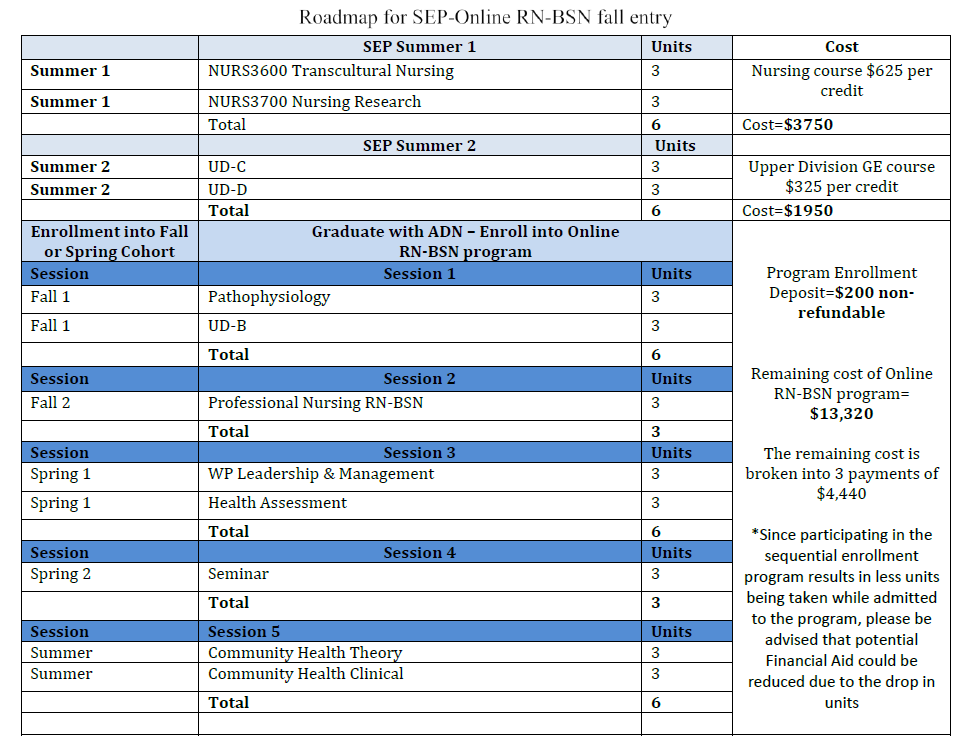 Roadmap for SEP-Online RN-BSN fall entry
SEP Summer 1 Units Cost
Summer 1 NURS3600 Transcultural Nursing 3 Nursing course $625 per
credit
Summer 1 NURS3700 Nursing Research 3
Total 6 Cost=$3750
SEP Summer 2 Units
Summer 2 UD-C 3 Upper Division GE course
Summer 2 UD-D 3 $325 per credit
Total 6 Cost=$1950
Enrollment into Fall Graduate with ADN – Enroll into Online
or Spring Cohort RN-BSN program
Session Session 1 Units Program Enrollment
Fall 1 Pathophysiology 3 Deposit=$200 non-
refundable
Fall 1 UD-B 3
Total 6
Session Session 2 Units Remaining cost of Online
RN-BSN program=
Fall 2 Professional Nursing RN-BSN 3 $13,320
Total 3
Session Session 3 Units The remaining cost is
Spring 1 WP Leadership & Management 3 broken into 3 payments of
$4,440
Spring 1 Health Assessment 3
Total 6 *Since participating in the
Session Session 4 Units sequential enrollment
Spring 2 Seminar 3 program results in less units
being taken while admitted
Total 3 to the program, please be
Session Session 5 Units advised that potential
Summer Community Health Theory 3 Financial Aid could be
Summer Community Health Clinical 3 reduced due to the drop in
Total 6 units